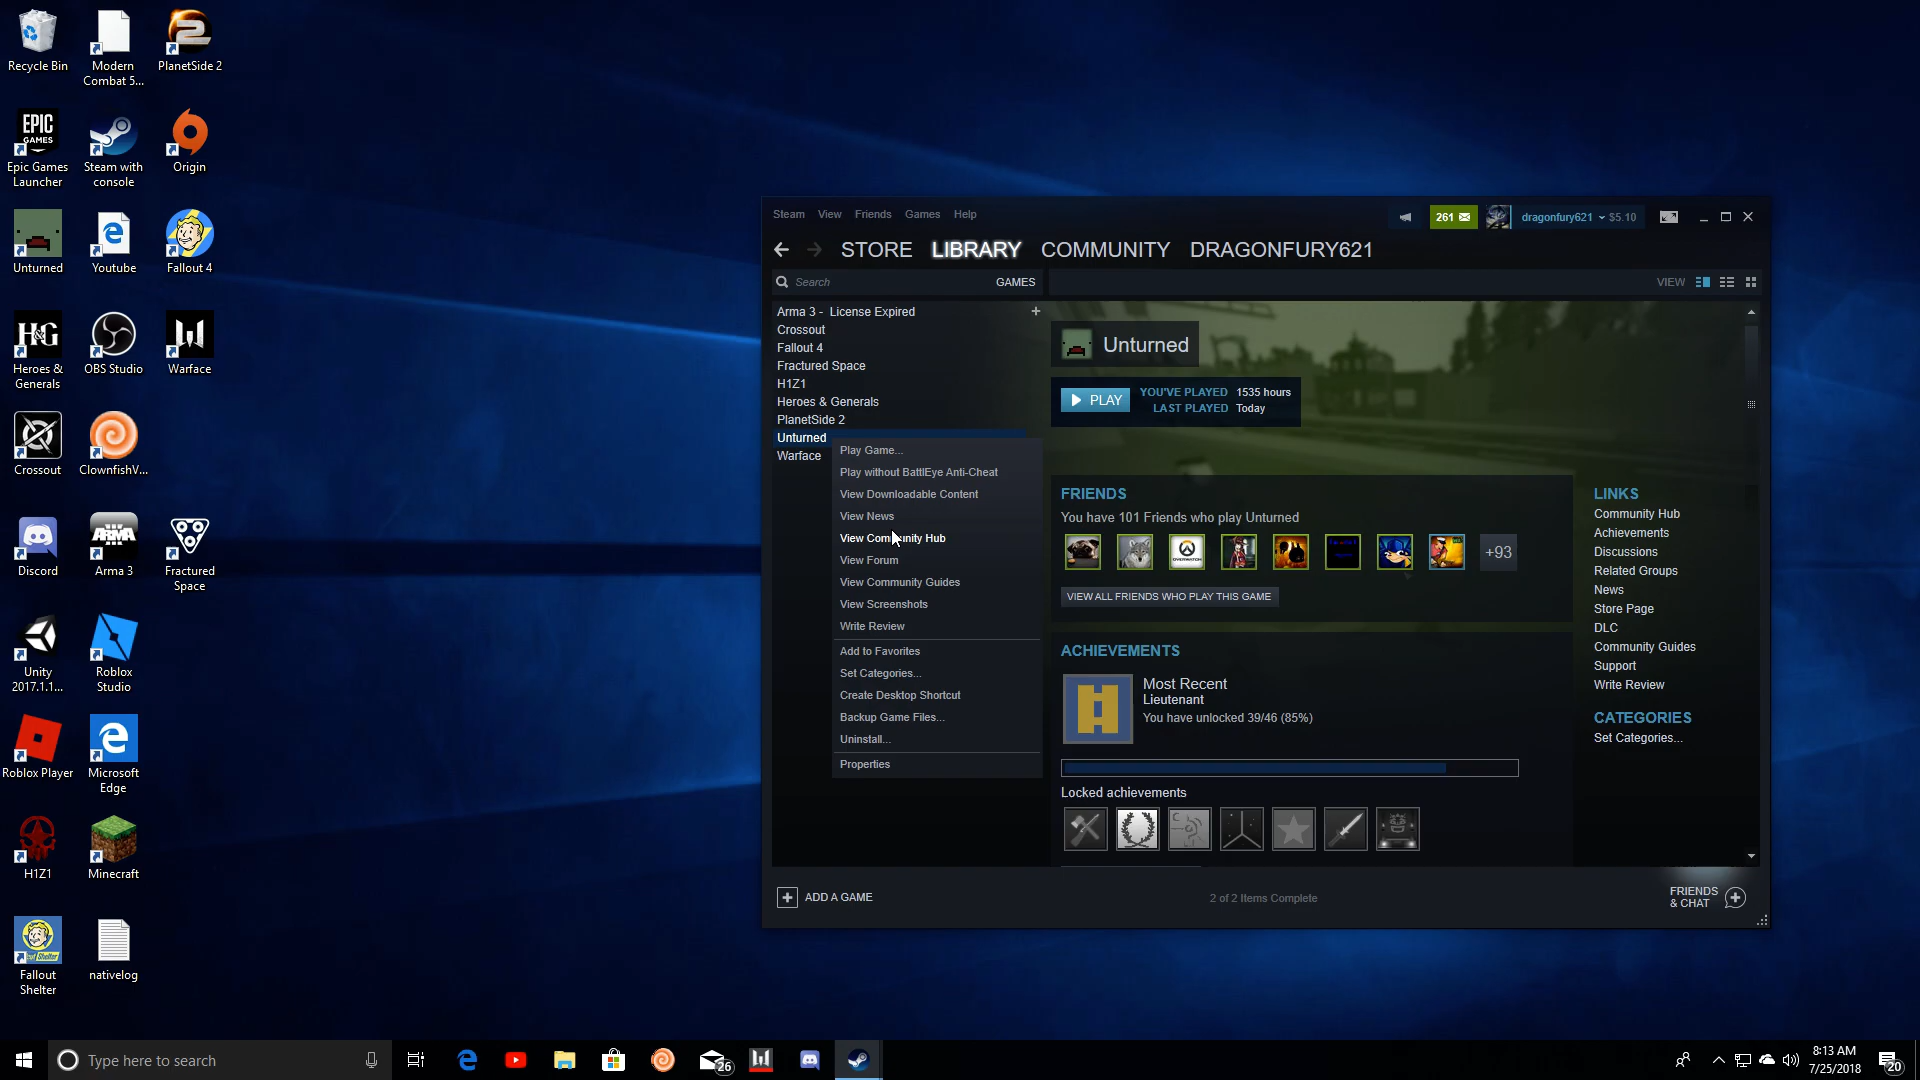 Recycle Bin
Modern
Combat 5...
PlanetSide 2
EPIC
GAMES
Epic Games
Launcher
Steam with
console
Origin
Unturned
Youtube
Fallout 4
H&G
Heroes &
Generals
OBS Studio
Warface
Crossout
ClownfishV...
Discord
ARMA
Arma 3
Fractured
Space
Unity
2017.1.1...
Roblox
Studio
Roblox Player
Microsoft
Edge
H1Z1
Minecraft
Fallout
Shelter
nativelog
Steam View Friends Games Help
261
dragonfury621 $5.10
STORE LIBRARY COMMUNITY DRAGONFURY621
Search
GAMES
VIEW
Arma 3 - License Expired
Crossout
Fallout 4
Fractured Space
H1Z1
Heroes & Generals
PlanetSide 2
Unturned
Warface
Play Game...
Play without BattlEye Anti-Cheat
View Downloadable Content
View News
View Community Hub
View Forum
View Community Guides
View Screenshots
Write Review
Add to Favorites
Set Categories...
Create Desktop Shortcut
Backup Game Files...
Uninstall...
Properties
Unturned
PLAY
YOU'VE PLAYED 1535 hours
LAST PLAYED Today
FRIENDS
You have 101 Friends who play Unturned
+93
VIEW ALL FRIENDS WHO PLAY THIS GAME
ACHIEVEMENTS
Most Recent
Lieutenant
You have unlocked 39/46 (85%)
Locked achievements
LINKS
Community Hub
Achievements
Discussions
Related Groups
News
Store Page
DLC
Community Guides
Support
Write Review
CATEGORIES
Set Categories...
ADD A GAME
2 of 2 Items Complete
FRIENDS
& CHAT
Type here to search
26
8:13 AM
7/25/2018
20